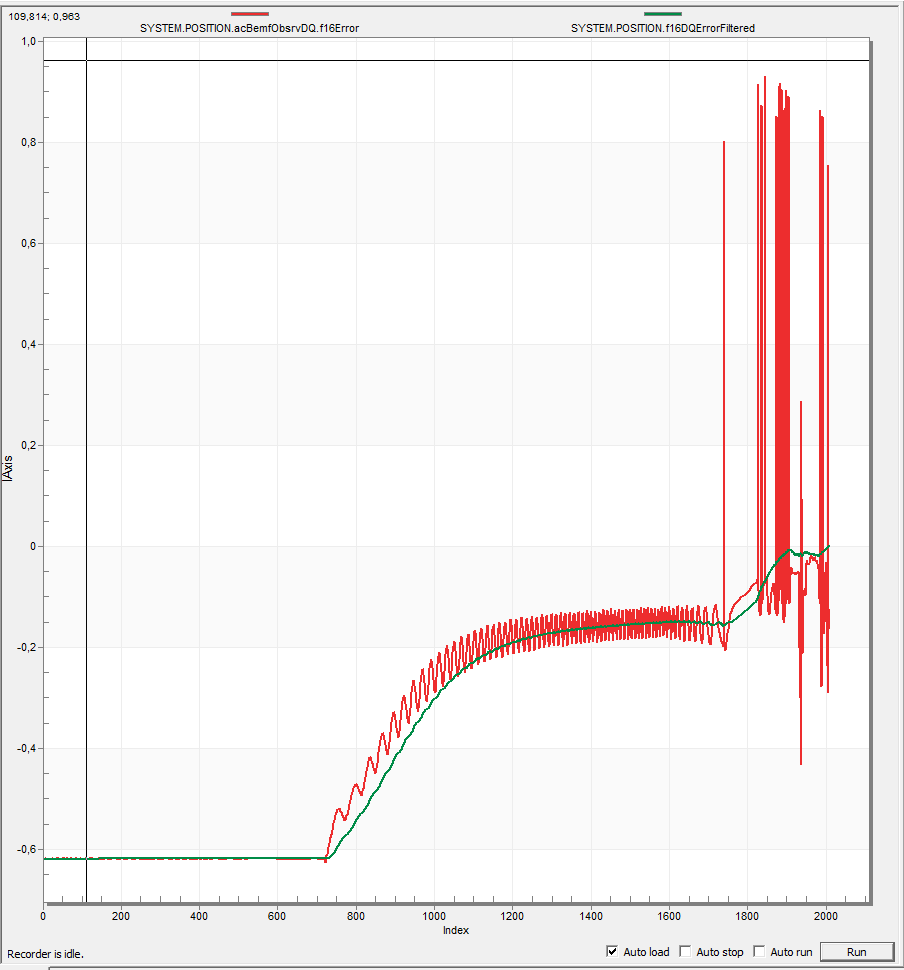 109,814; 0,963
SYSTEM.POSITION.acBemfObsrvDQ.f16Error
SYSTEM.POSITION.f16DQErrorFiltered
1,0
0,8
0,6
0,4
0,2
0
-0,2
-0,4
-0,6
IAxis
0 200 400 600 800 1000 1200 1400 1600 1800 2000
Index
Recorder is idle.
Auto load
Auto stop
Auto run
Run